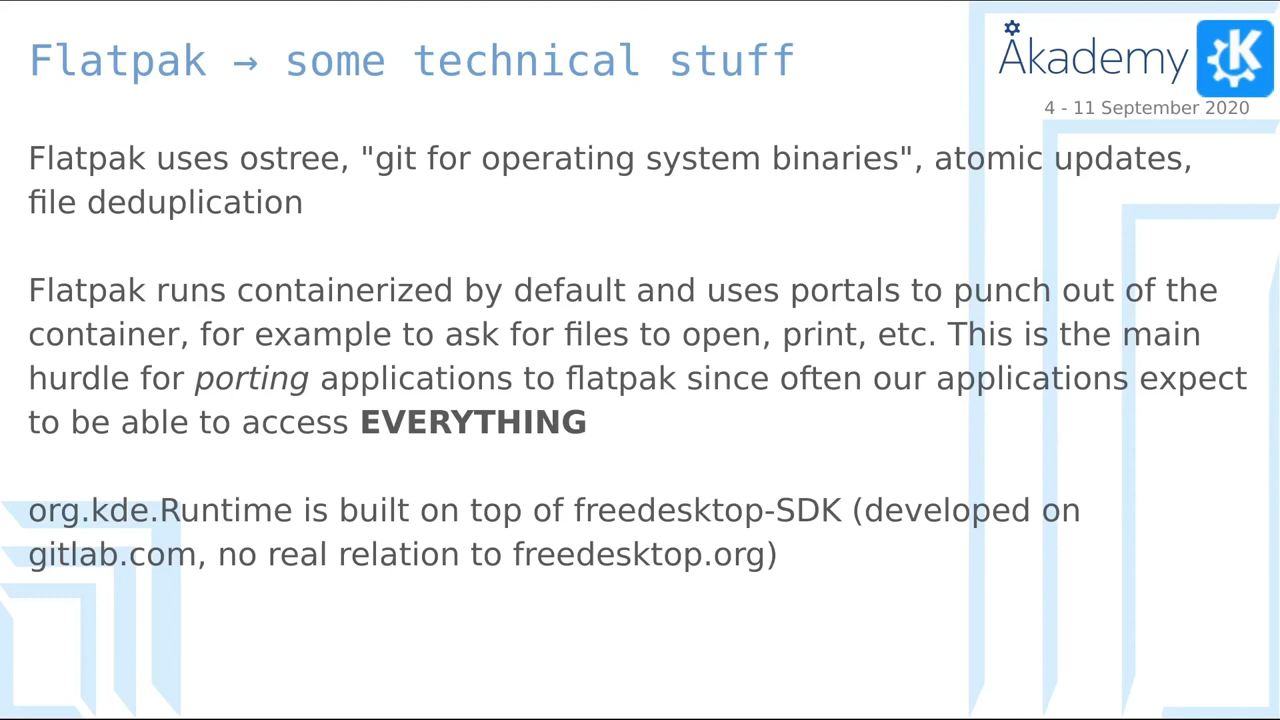 Flatpak → some technical stuff
Akademy
4 - 11 September 2020
Flatpak uses ostree, "git for operating system binaries", atomic updates,
file deduplication
Flatpak runs containerized by default and uses portals to punch out of the
container, for example to ask for files to open, print, etc. This is the main
hurdle for porting applications to flatpak since often our applications expect
to be able to access EVERYTHING
org.kde.Runtime is built on top of freedesktop-SDK (developed on
gitlab.com, no real relation to freedesktop.org)